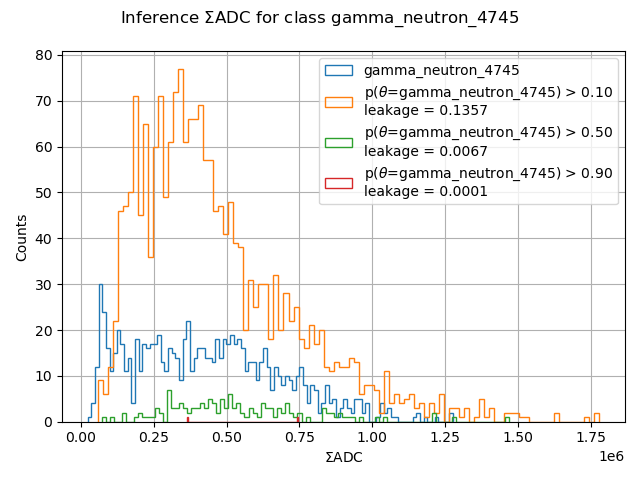 Inference ΣADC for class gamma_neutron_4745
80
70
60
50
40
30
20
10
0
Counts
gamma_neutron_4745
p(θ=gamma_neutron_4745) > 0.10
leakage = 0.1357
p(θ=gamma_neutron_4745) > 0.50
leakage = 0.0067
p(θ=gamma_neutron_4745) > 0.90
leakage = 0.0001
0.00 0.25 0.50 0.75 1.00 1.25 1.50 1.75
1e6
ΣADC